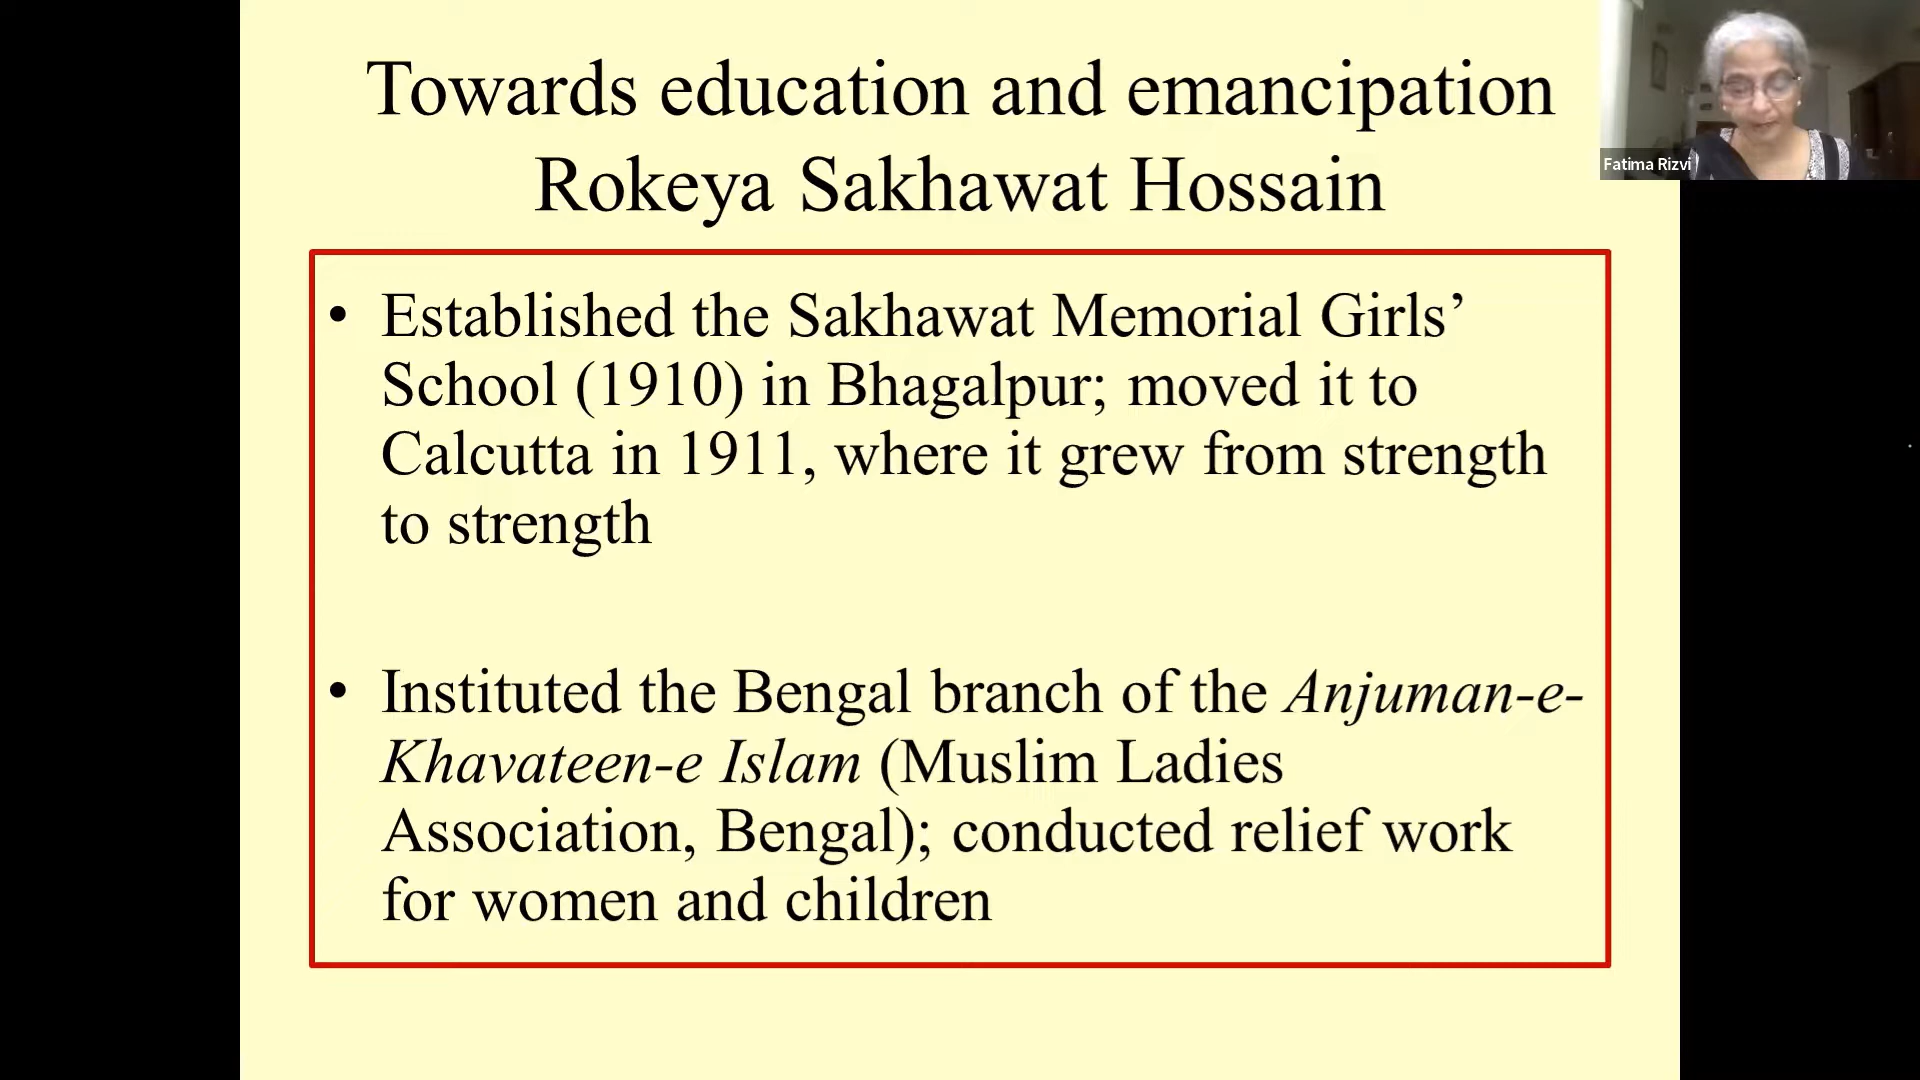 Towards education and emancipation
Rokeya Sakhawat Hossain
Fatima Rizvi
• Established the Sakhawat Memorial Girls’
School (1910) in Bhagalpur; moved it to
Calcutta in 1911, where it grew from strength
to strength
• Instituted the Bengal branch of the Anjuman-e-
Khavateen-e Islam (Muslim Ladies
Association, Bengal); conducted relief work
for women and children